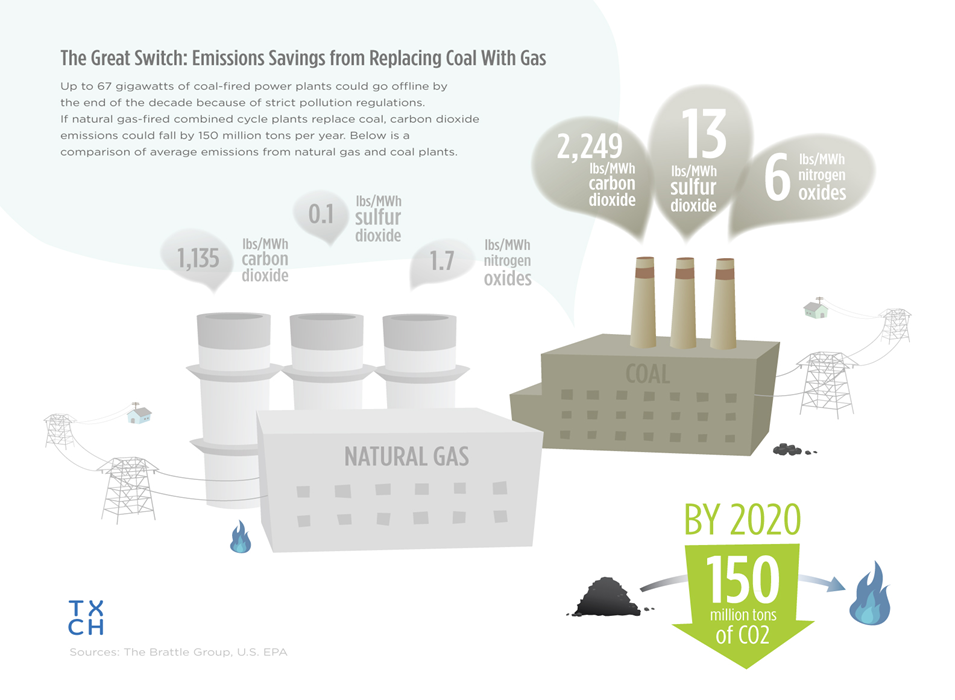 The Great Switch: Emissions Savings from Replacing Coal With Gas
Up to 67 gigawatts of coal-fired power plants could go offline by
the end of the decade because of strict pollution regulations.
If natural gas-fired combined cycle plants replace coal, carbon dioxide
emissions could fall by 150 million tons per year. Below is a
comparison of average emissions from natural gas and coal plants.
2,249
lbs/MWh
carbon
dioxide
13
lbs/MWh
sulfur
dioxide
6
lbs/MWh
nitrogen
oxides
1,135
lbs/MWh
carbon
dioxide
0.1
lbs/MWh
sulfur
dioxide
1.7
lbs/MWh
nitrogen
oxides
COAL
NATURAL GAS
BY 2020
150
million tons
of CO2
TX
CH
Sources: The Brattle Group, U.S. EPA